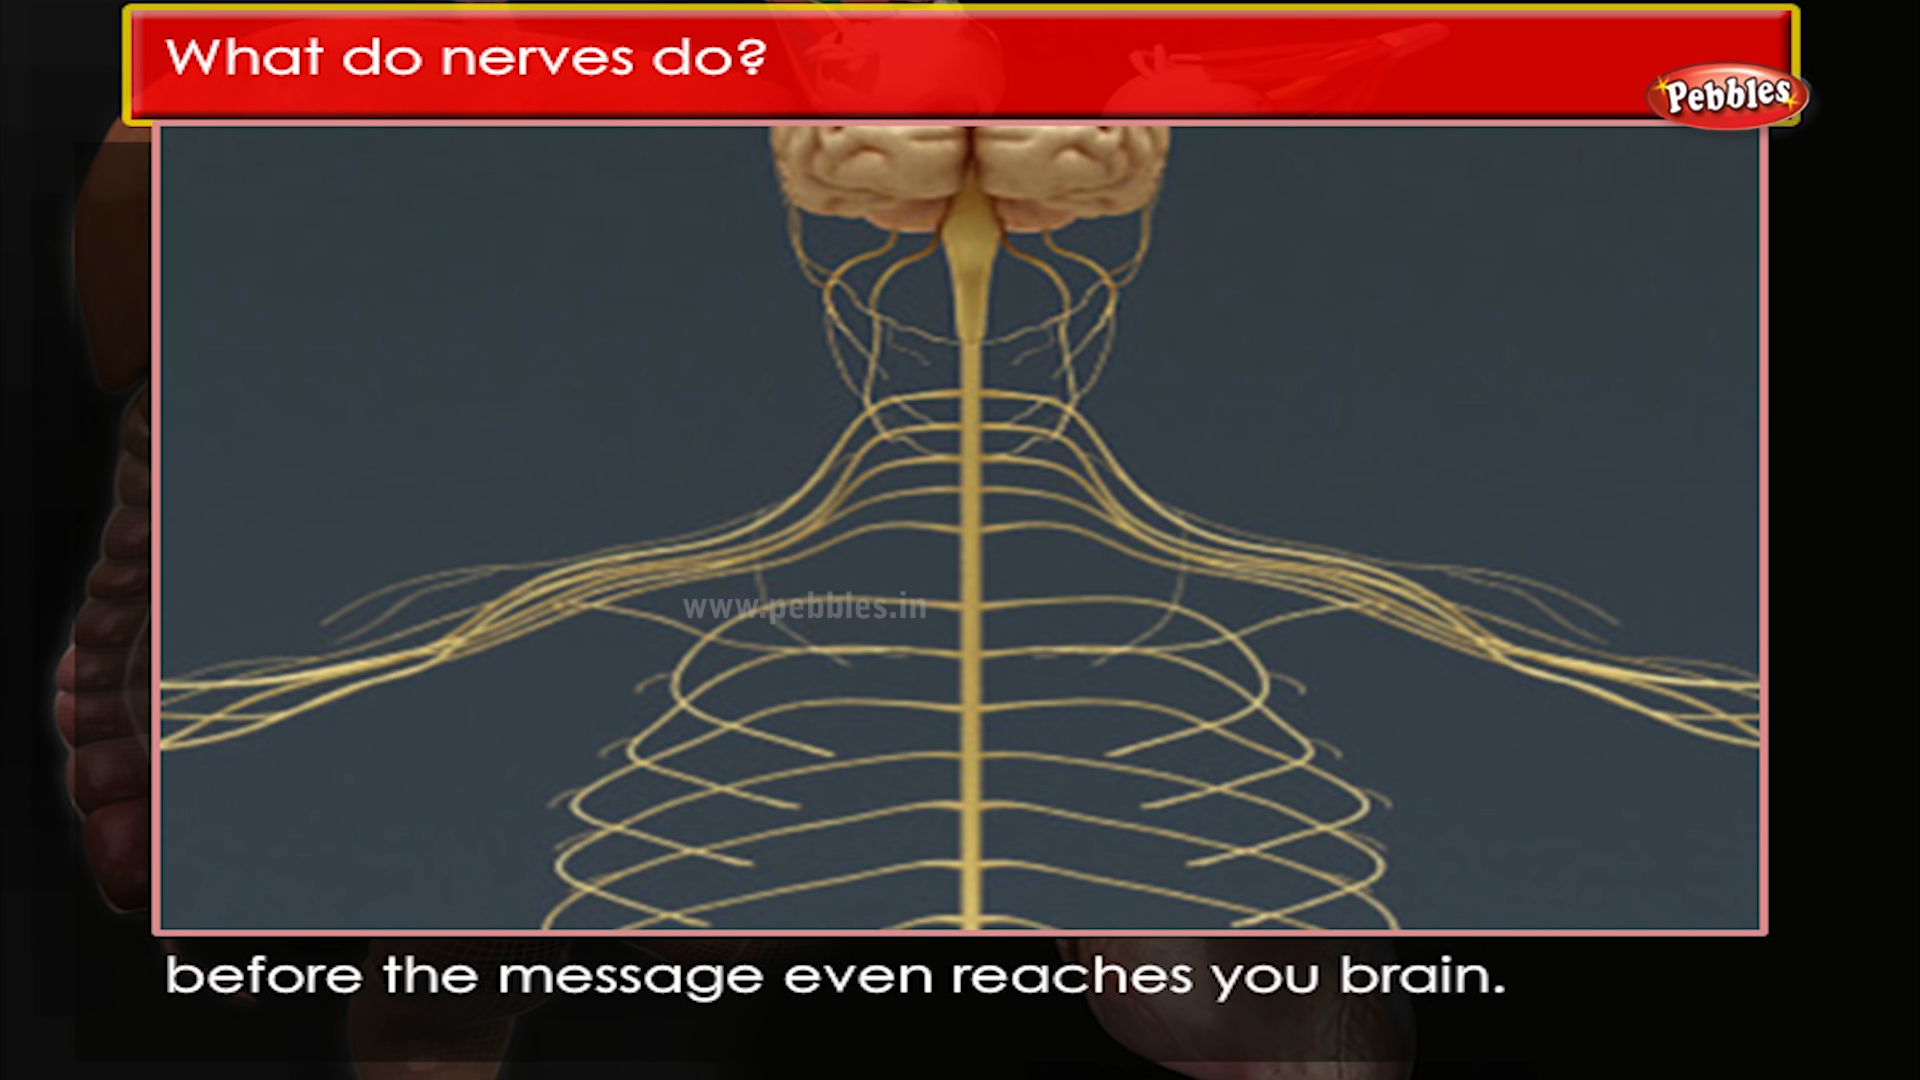 What do nerves do?
Pebbles
www.pebbles.in
before the message even reaches you brain.